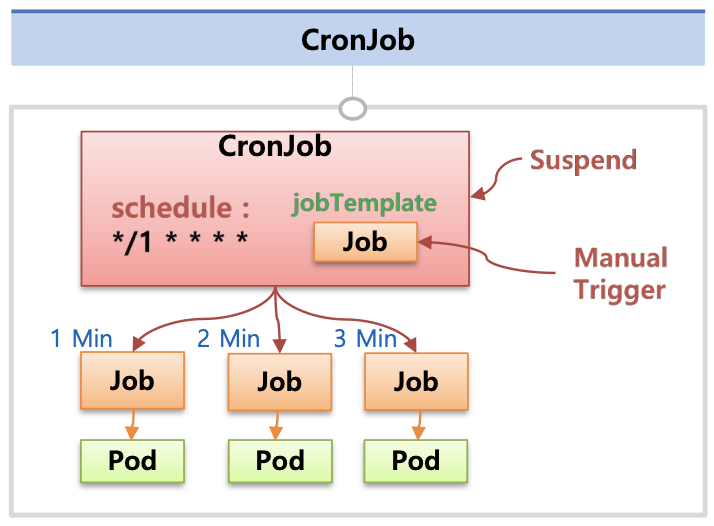 CronJob
CronJob
Suspend
schedule :
*/1 * * * *
jobTemplate
Job
Manual
Trigger
1 Min
2 Min
3 Min
Job
Job
Job
Pod
Pod
Pod